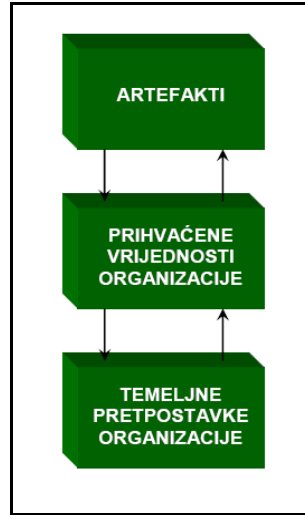 ARTEFAKTI
PRIHVAĆENE
VRIJEDNOSTI
ORGANIZACIJE
TEMELJNE
PRETPOSTAVKE
ORGANIZACIJE